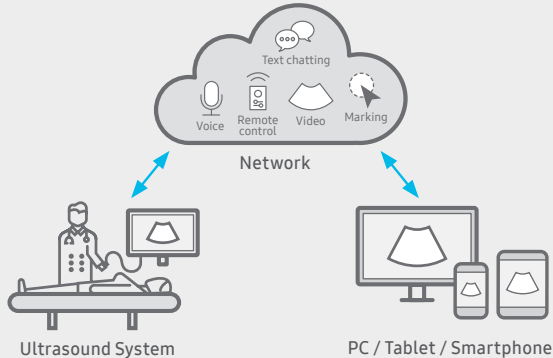 Text chatting
Voice
Remote
control
Video
Marking
Network
Ultrasound System
PC / Tablet / Smartphone